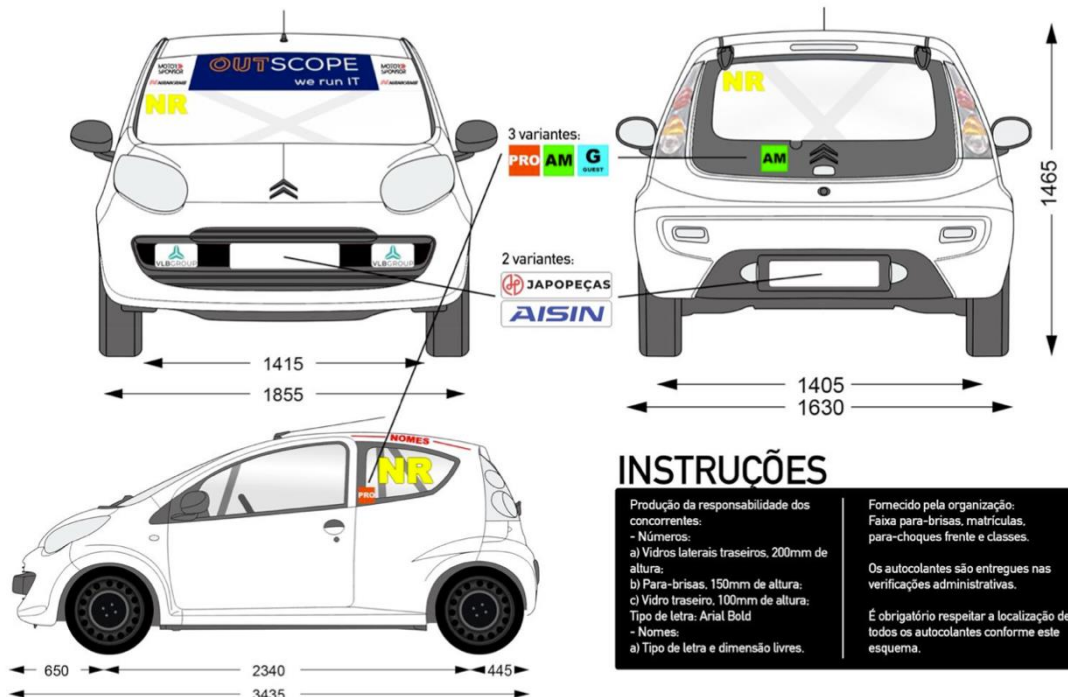 OUTSCOPE
we run IT
MOTOR
SPONSOR
MOTOR
SPONSOR
NR
VLBGROUP
VLBGROUP
1415
1855
3 variantes:
PRO
AM
G
GUEST
2 variantes:
JAPOPEÇAS
AISIN
NR
AM
1465
1405
1630
NOMES
NR
PRO
650
2340
445
3435
INSTRUÇÕES
Produção da responsabilidade dos
concorrentes:
- Números:
a) Vidros laterais traseiros, 200mm de
altura;
b) Para-brisas, 150mm de altura;
c) Vidro traseiro, 100mm de altura;
Tipo de letra: Arial Bold
- Nomes:
a) Tipo de letra e dimensão livres.
Fornecido pela organização:
Faixa para-brisas, matrículas,
para-choques frente e classes.
Os autocolantes são entregues nas
verificações administrativas.
É obrigatório respeitar a localização de
todos os autocolantes conforme este
esquema.